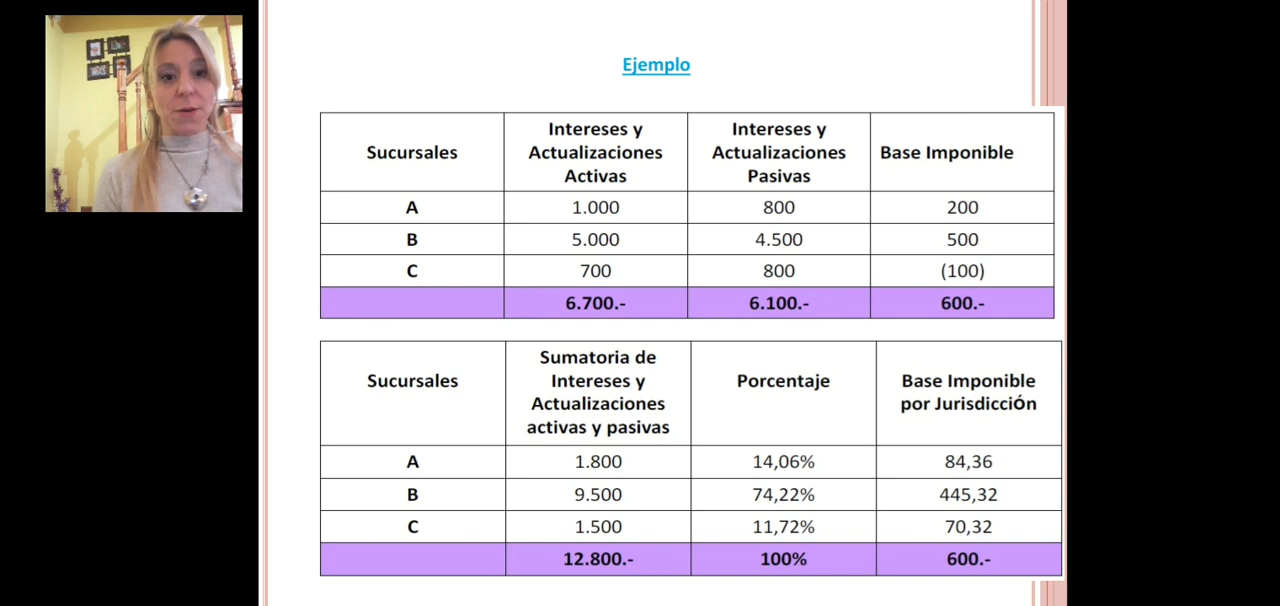 Ejemplo
Sucursales | Intereses y Actualizaciones Activas | Intereses y Actualizaciones Pasivas | Base Imponible
A | 1.000 | 800 | 200
B | 5.000 | 4.500 | 500
C | 700 | 800 | (100)
6.700.- | 6.100.- | 600.-
Sucursales | Sumatoria de Intereses y Actualizaciones activas y pasivas | Porcentaje | Base Imponible por JurisdicciÓn
A | 1.800 | 14,06% | 84,36
B | 9.500 | 74,22% | 445,32
C | 1.500 | 11,72% | 70,32
12.800.- | 100% | 600.-